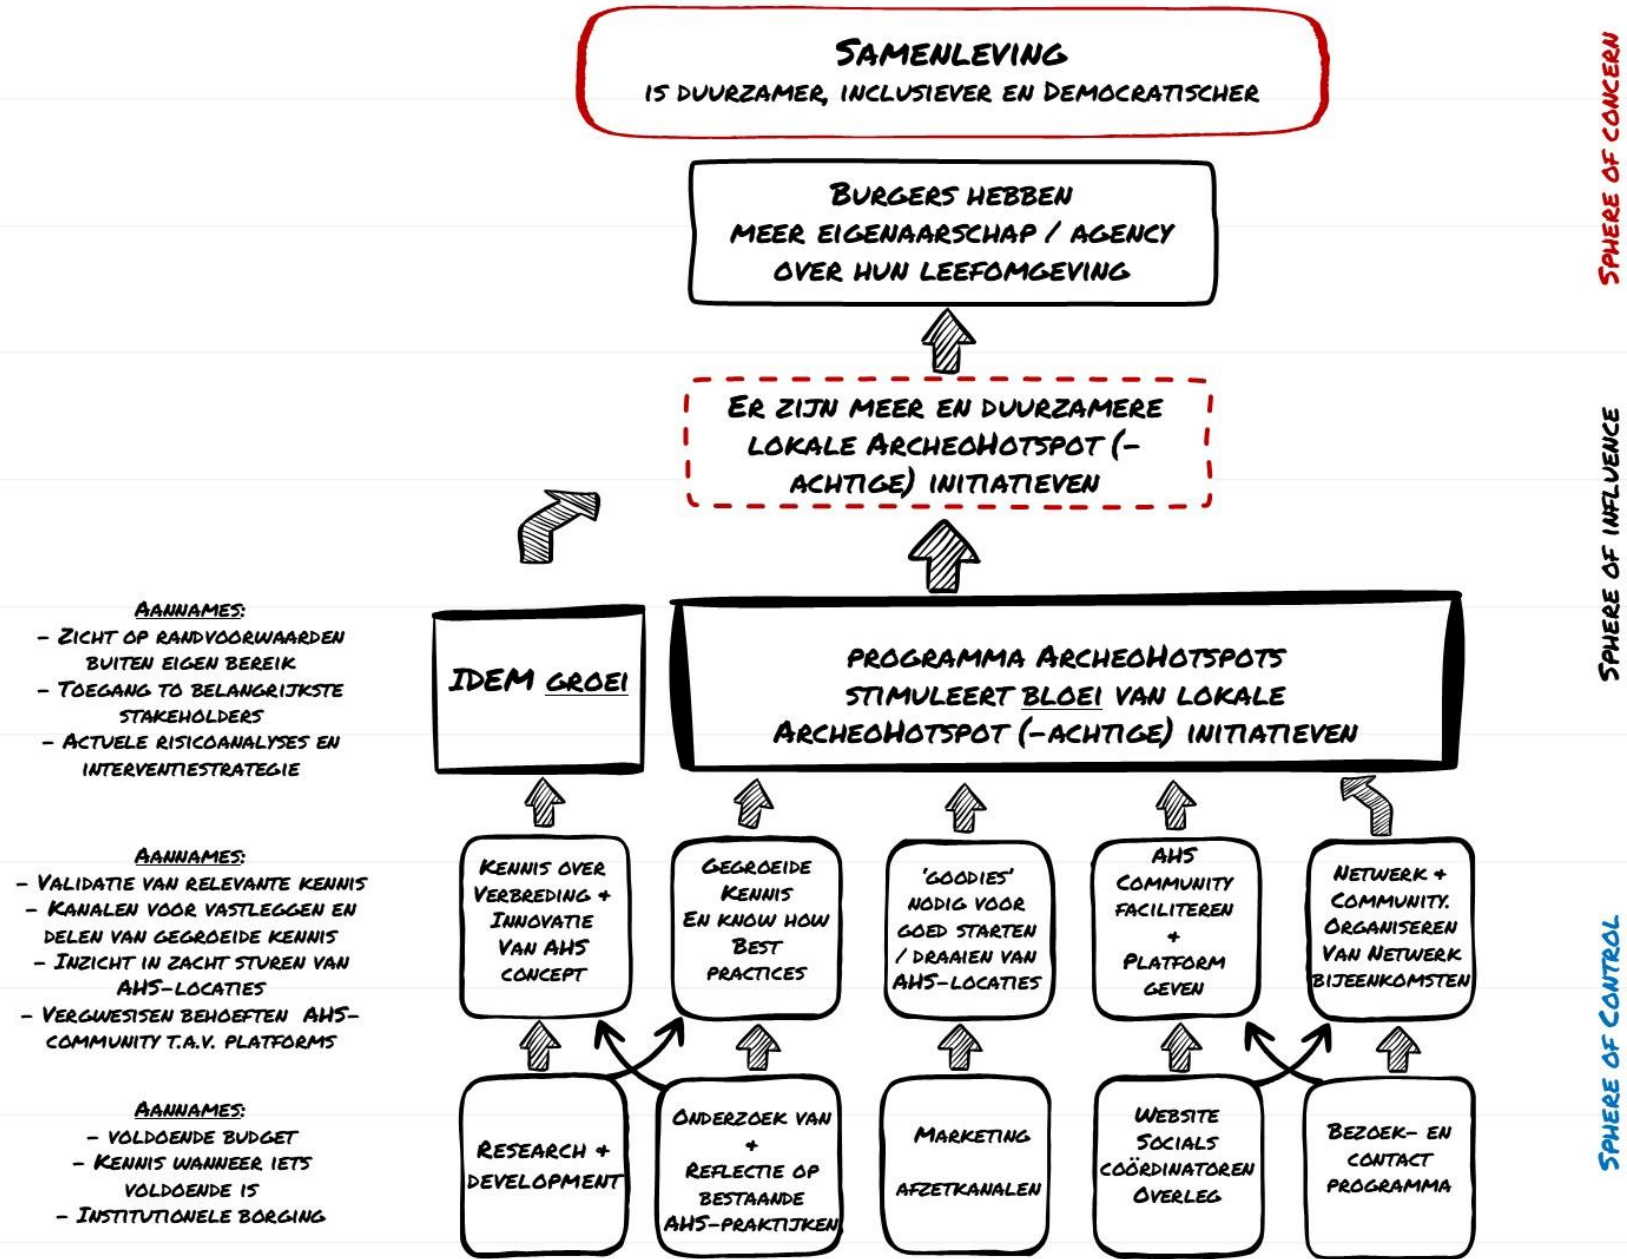 SAMENLEVING
IS DUURZAMER, INCLUSIEVER EN DEMOCRATISCHER
BURGERS HEBBEN
MEER EIGENAARSCHAP / AGENCY
OVER HUN LEEFOMGEVING
ER ZIJN MEER EN DUURZAMERE
LOKALE ARCHEOHOTSPOT (-
ACHTIGE) INITIATIEVEN
AANNAMES:
- ZICHT OP RANDVOORWAARDEN
BUITEN EIGEN BEREIK
- TOEGANG TO BELANGRIJKSTE
STAKEHOLDERS
- ACTUELE RISICOANALYSES EN
INTERVENTIESTRATEGIE
IDEM GROEI
PROGRAMMA ARCHEOHOTSPOTS
STIMULEERT BLOEI VAN LOKALE
ARCHEOHOTSPOT (-ACHTIGE) INITIATIEVEN
AANNAMES:
- VALIDATIE VAN RELEVANTE KENNIS
- KANALEN VOOR VASTLEGGEN EN
DELEN VAN GEGROEIDE KENNIS
- INZICHT IN ZACHT STUREN VAN
AHS-LOCATIES
- VERGWESISEN BEHOEFTEN AHS-
COMMUNITY T.A.V. PLATFORMS
KENNIS OVER
VERBREDING +
INNOVATIE
VAN AHS
CONCEPT
GEGROEIDE
KENNIS
EN KNOW HOW
BEST
PRACTICES
'GOODIES'
NODIG VOOR
GOED STARTEN
/ DRAAIEN VAN
AHS-LOCATIES
AHS
COMMUNITY
FACILITEREN
+
PLATFORM
GEVEN
NETWERK +
COMMUNITY.
ORGANISEREN
VAN NETWERK
BIJEENKOMSTEN
AANNAMES:
- VOLDOENDE BUDGET
- KENNIS WANNEER IETS
VOLDOENDE IS
- INSTITUTIONELE BORGING
RESEARCH +
DEVELOPMENT
ONDERZOEK VAN
+
REFLECTIE OP
BESTAANDE
AHS-PRAKTIJKEN
MARKETING
AFZETKANALEN
WEBSITE
SOCIALS
COÖRDINATOREN
OVERLEG
BEZOEK- EN
CONTACT
PROGRAMMA
SPHERE OF CONCERN
SPHERE OF INFLUENCE
SPHERE OF CONTROL